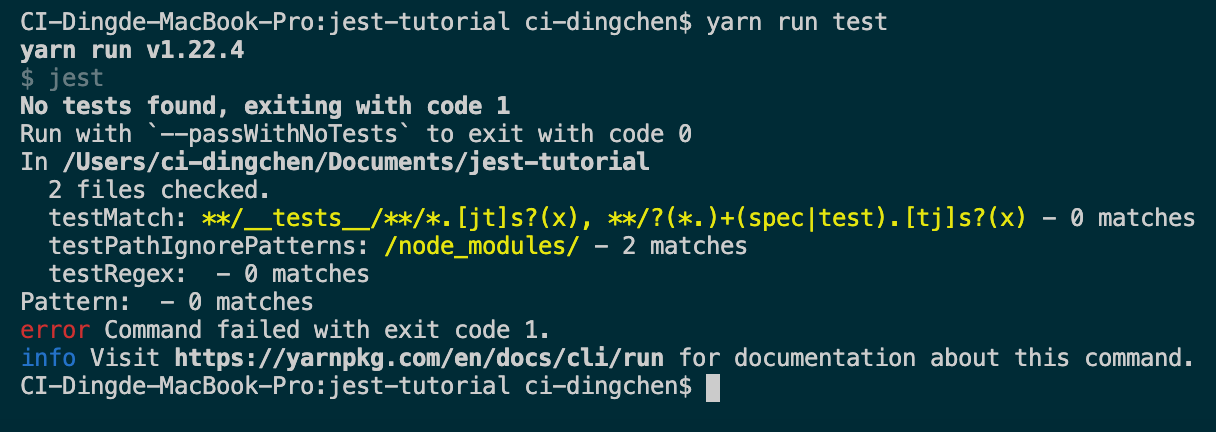 CI-Dingde-MacBook-Pro:jest-tutorial ci-dingchen$ yarn run test
yarn run v1.22.4
$ jest
No tests found, exiting with code 1
Run with `--passWithNoTests` to exit with code 0
In /Users/ci-dingchen/Documents/jest-tutorial
  2 files checked.
  testMatch: **/__tests__/**/*.[jt]s?(x), **/?(*.)+(spec|test).[tj]s?(x) - 0 matches
  testPathIgnorePatterns: /node_modules/ - 2 matches
  testRegex:  - 0 matches
Pattern:  - 0 matches
error Command failed with exit code 1.
info Visit https://yarnpkg.com/en/docs/cli/run for documentation about this command.
CI-Dingde-MacBook-Pro:jest-tutorial ci-dingchen$